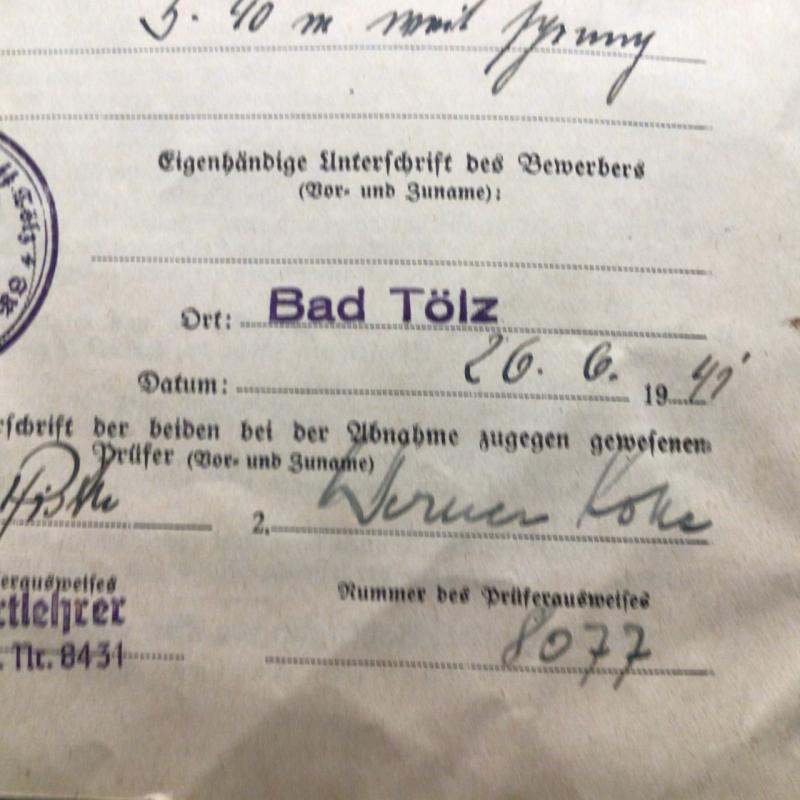 5.40 m weit sprung
Eigenhändige Unterschrift des Bewerbers
(Vor- und Zuname):
Tölz
Ort: Bad Tölz
Datum: 26. 6. 1941
rschrift der beiden bei der Abnahme zugegen gewesenen
Prüfer (Vor- und Zuname)
2. Werner
erausweises
Nummer des Prüferausweises
rtlehrer
8077
. Nr. 8431